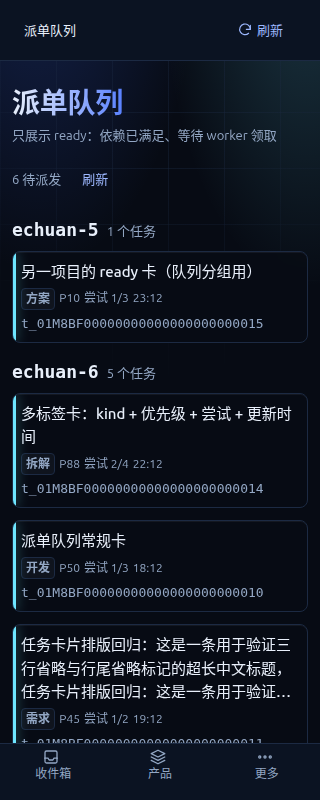 派单队列
刷新
派单队列
只展示 ready：依赖已满足、等待 worker 领取
6 待派发 刷新
echuan-5 1 个任务
另一项目的 ready 卡（队列分组用）
方案 P10 尝试 1/3 23:12
t_01M8BF00000000000000000015
echuan-6 5 个任务
多标签卡：kind + 优先级 + 尝试 + 更新时
间
拆解 P88 尝试 2/4 22:12
t_01M8BF00000000000000000014
派单队列常规卡
开发 P50 尝试 1/3 18:12
t_01M8BF00000000000000000010
任务卡片排版回归：这是一条用于验证三
行省略与行尾省略标记的超长中文标题，
任务卡片排版回归：这是一条用于验证…
需求 P45 尝试 1/2 19:12
收件箱 产品 更多